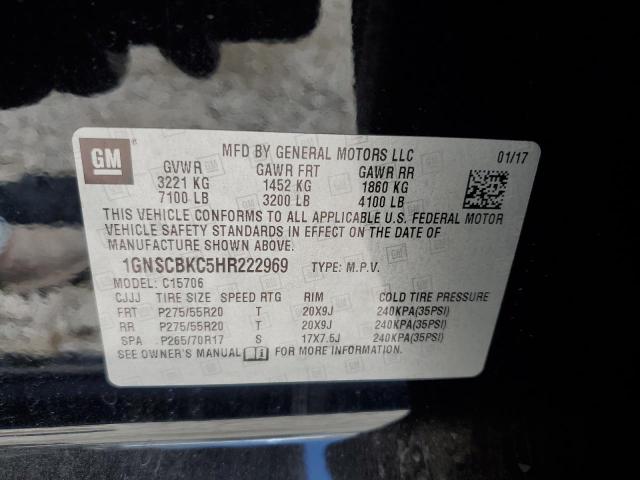 GM
MFD BY GENERAL MOTORS LLC 01/17
GVWR GAWR FRT GAWR RR
3221 KG 1452 KG 1860 KG
7100 LB 3200 LB 4100 LB
THIS VEHICLE CONFORMS TO ALL APPLICABLE U.S. FEDERAL MOTOR
VEHICLE SAFETY STANDARDS IN EFFECT ON THE DATE OF
MANUFACTURE SHOWN ABOVE.
1GNSCBKC5HR222969 TYPE: M.P.V.
MODEL: C15706
CJJJ TIRE SIZE SPEED RTG RIM COLD TIRE PRESSURE
FRT P275/55R20 T 20X9J 240KPA(35PSI)
RR P275/55R20 T 20X9J 240KPA(35PSI)
SPA P265/70R17 S 17X7.5J 240KPA(35PSI)
SEE OWNER'S MANUAL FOR MORE INFORMATION.